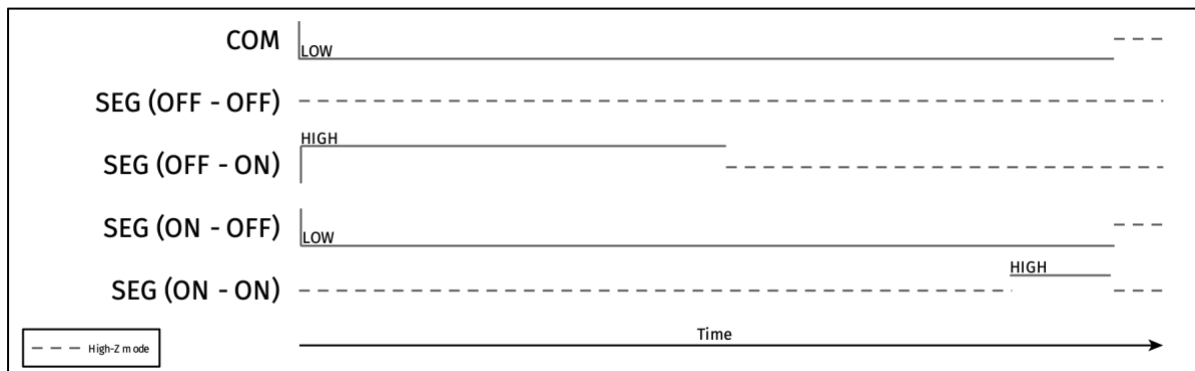 COM
LOW
SEG (OFF - OFF)
HIGH
SEG (OFF - ON)
SEG (ON - OFF)
LOW
HIGH
SEG (ON - ON)
Time
High-Z mode